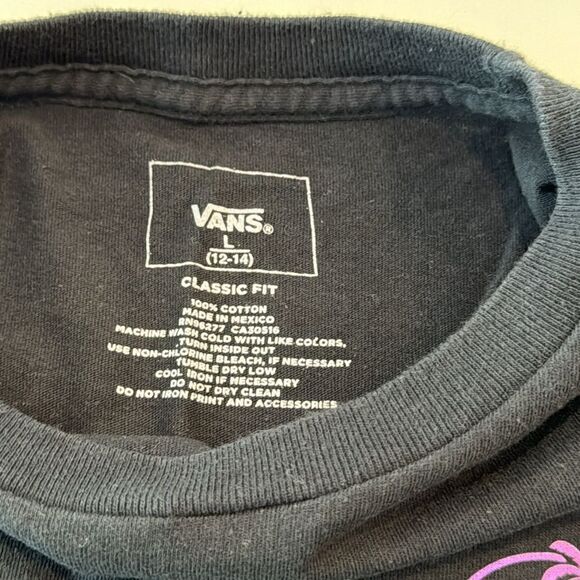 VANS®
L
(12-14)
CLASSIC FIT
100% COTTON
MADE IN MEXICO
RN96277 CA30516
MACHINE WASH COLD WITH LIKE COLORS,
TURN INSIDE OUT
USE NON-CHLORINE BLEACH, IF NECESSARY
TUMBLE DRY LOW
COOL IRON IF NECESSARY
DO NOT DRY CLEAN
DO NOT IRON PRINT AND ACCESSORIES